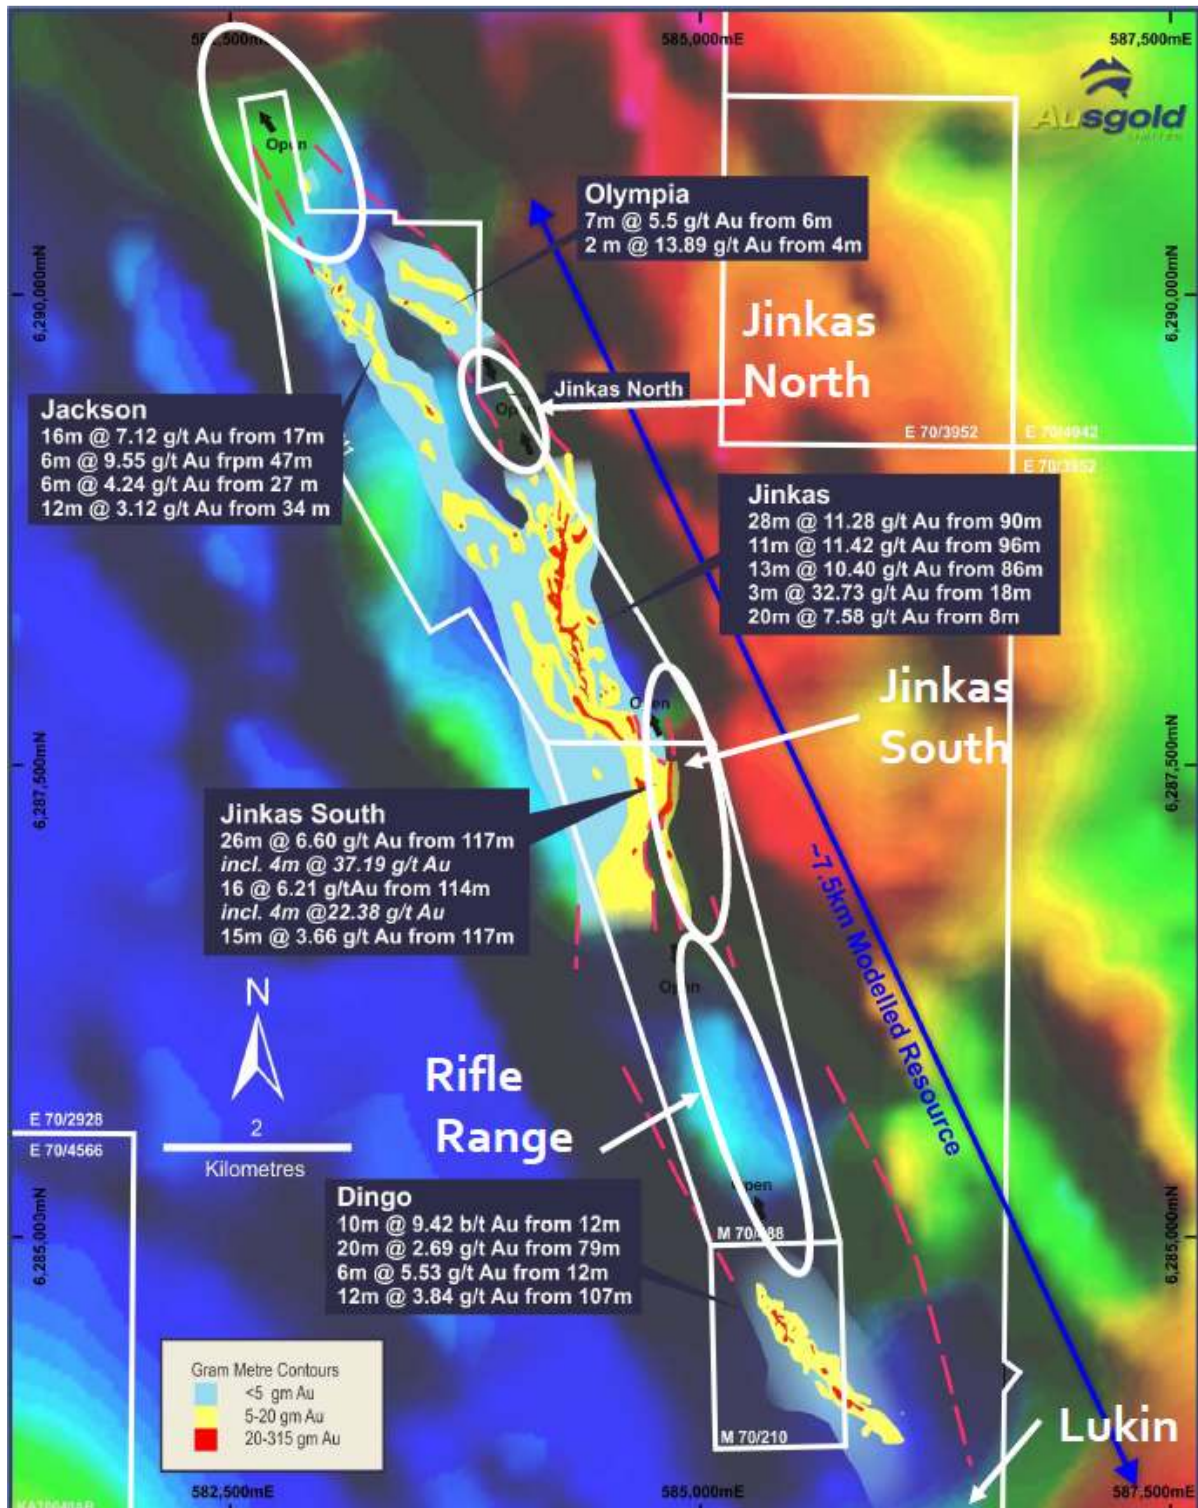 585,000mE
587,500mE
Ausgold
LIMITED
Open
Olympia
7m @ 5.5 g/t Au from 6m
2 m @ 13.89 g/t Au from 4m
6,290,000mN
6,290,000mN
Jinkas
North
Jinkas North
Open
Jackson
16m @ 7.12 g/t Au from 17m
6m @ 9.55 g/t Au frpm 47m
6m @ 4.24 g/t Au from 27 m
12m @ 3.12 g/t Au from 34 m
E 70/3952
E 70/4942
E 70/3952
Jinkas
28m @ 11.28 g/t Au from 90m
11m @ 11.42 g/t Au from 96m
13m @ 10.40 g/t Au from 86m
3m @ 32.73 g/t Au from 18m
20m @ 7.58 g/t Au from 8m
Open
Jinkas
South
6,287,500mN
6,287,500mN
Jinkas South
26m @ 6.60 g/t Au from 117m
incl. 4m @ 37.19 g/t Au
16 @ 6.21 g/tAu from 114m
incl. 4m @22.38 g/t Au
15m @ 3.66 g/t Au from 117m
~7.5km Modelled Resource
Open
N
2
Kilometres
Rifle
Range
E 70/2928
E 70/4566
Open
Dingo
10m @ 9.42 b/t Au from 12m
20m @ 2.69 g/t Au from 79m
6m @ 5.53 g/t Au from 12m
12m @ 3.84 g/t Au from 107m
6,285,000mN
6,285,000mN
Gram Metre Contours
<5 gm Au
5-20 gm Au
20-315 gm Au
M 70/210
Lukin
582,500mE
585,000mE
587,500mE